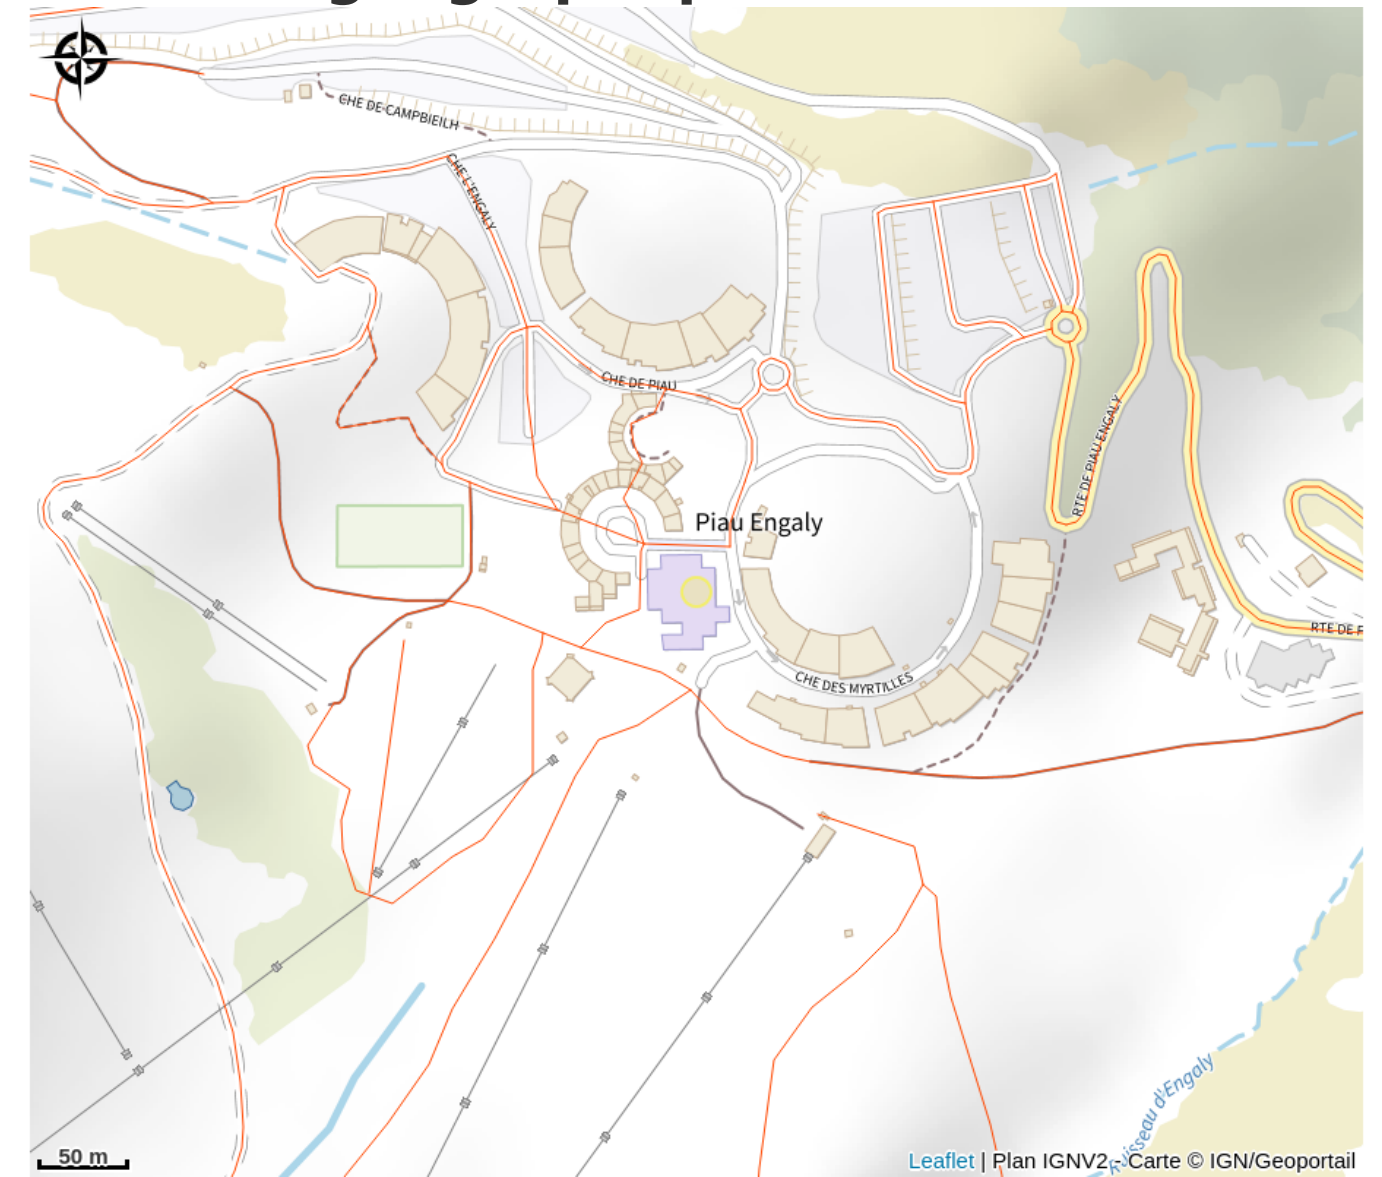 CHE DE CAMPBIEILH
CHE L'ENGALY
CHE DE PIAU
RTE DE PIAU ENGALY
Piau Engaly
RTE DE P
CHE DES MYRTILLES
Ruisseau d'Engaly
50 m
Leaflet | Plan IGNV2 - Carte © IGN/Geoportail